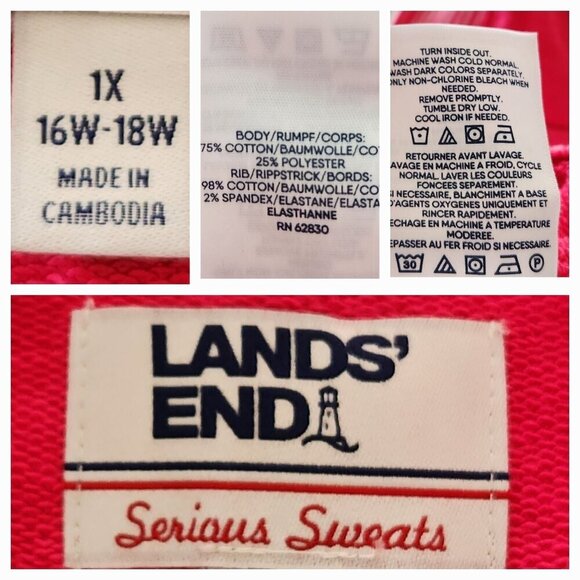 1X
16W-18W
MADE IN
CAMBODIA
BODY/RUMPF/CORPS:
75% COTTON/BAUMWOLLE/CO
25% POLYESTER
RIB/RIPPSTRICK/BORDS:
98% COTTON/BAUMWOLLE/CO
2% SPANDEX/ELASTANE/ELASTA
ELASTHANNE
RN 62830
TURN INSIDE OUT.
MACHINE WASH COLD NORMAL.
WASH DARK COLORS SEPARATELY.
ONLY NON-CHLORINE BLEACH WHEN
NEEDED.
REMOVE PROMPTLY.
TUMBLE DRY LOW.
COOL IRON IF NEEDED.
RETOURNER AVANT LAVAGE.
LAVAGE EN MACHINE A FROID, CYCLE
NORMAL. LAVER LES COULEURS
FONCÉES SEPAREMENT.
SI NECESSAIRE, BLANCHIMENT A BASE
D'AGENTS OXYGENES UNIQUEMENT ET
RINCER RAPIDEMENT.
SECHAGE EN MACHINE A TEMPERATURE
MODEREE.
REPASSER AU FER FROID SI NECESSAIRE.
30
P
LANDS'
END
Serious Sweats